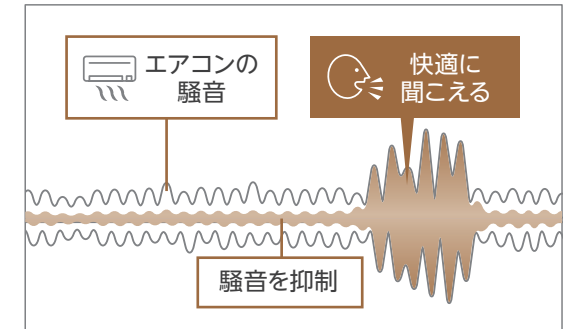 エアコンの
騒音
快適に
聞こえる
騒音を抑制